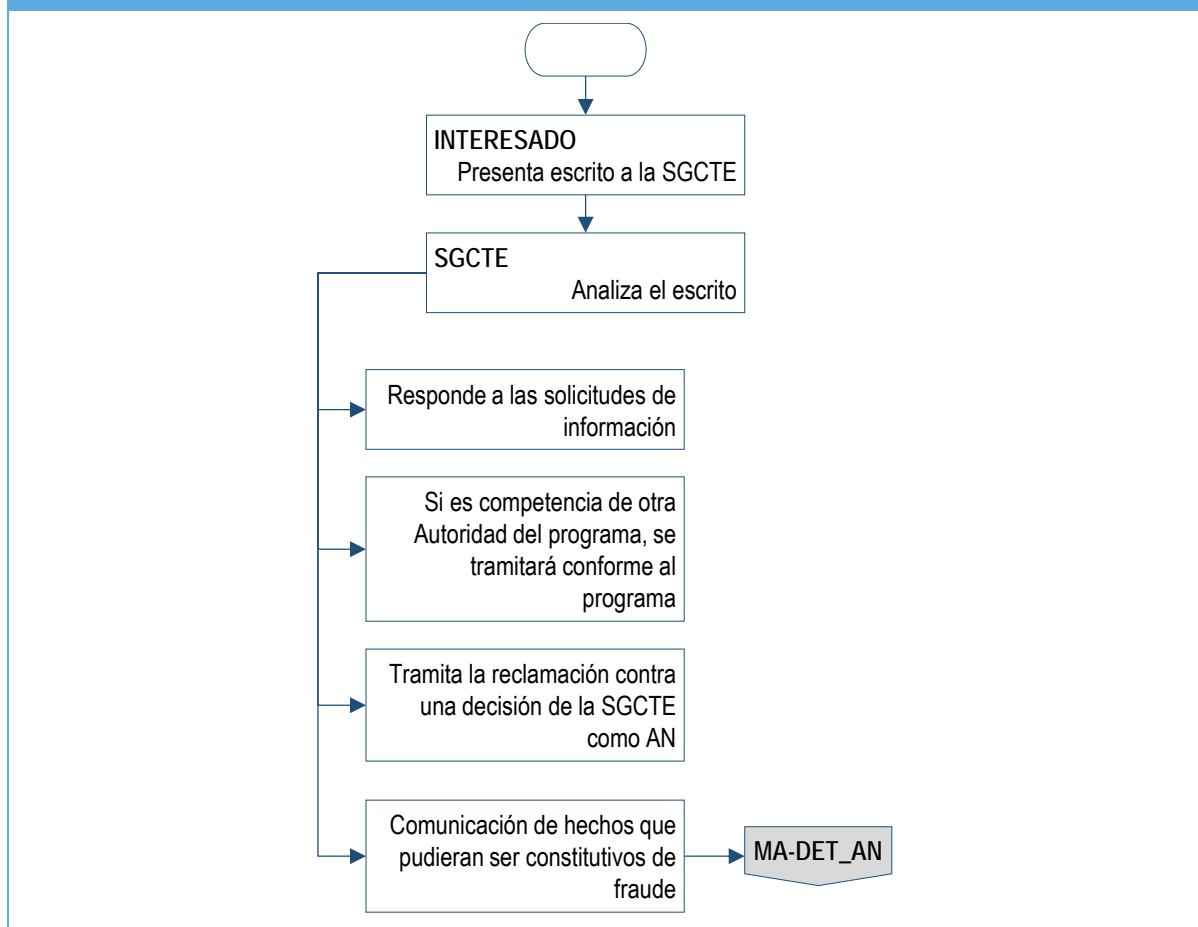 INTERESADO
Presenta escrito a la SGCTE
SGCTE
Analiza el escrito
Responde a las solicitudes de
información
Si es competencia de otra
Autoridad del programa, se
tramitará conforme al
programa
Tramita la reclamación contra
una decisión de la SGCTE
como AN
Comunicación de hechos que
pudieran ser constitutivos de
fraude
MA-DET_AN